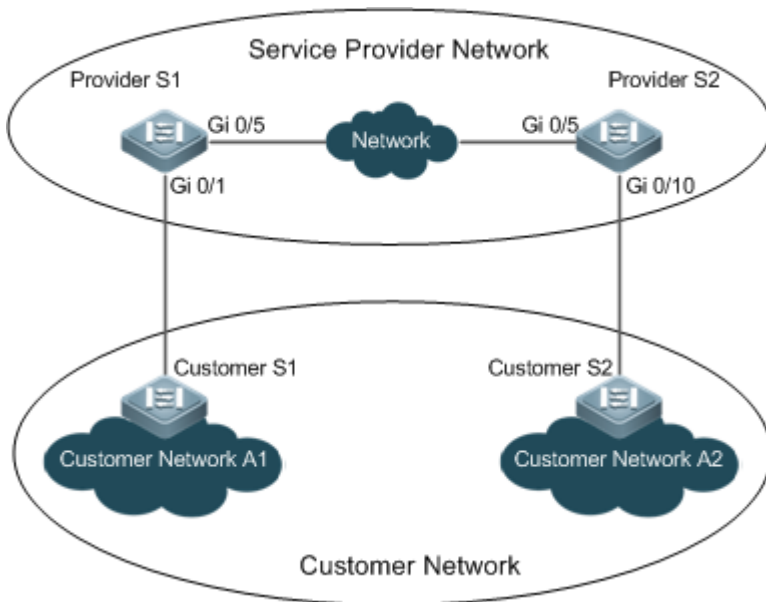 Service Provider Network
Provider S1
Provider S2
Gi 0/5
Network
Gi 0/5
Gi 0/1
Gi 0/10
Customer S1
Customer S2
Customer Network A1
Customer Network A2
Customer Network